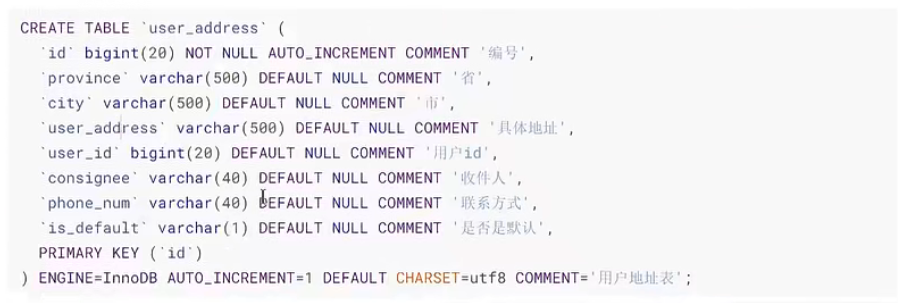 CREATE TABLE `user_address` (
  `id` bigint(20) NOT NULL AUTO_INCREMENT COMMENT '编号',
  `province` varchar(500) DEFAULT NULL COMMENT '省',
  `city` varchar(500) DEFAULT NULL COMMENT '市',
  `user_address` varchar(500) DEFAULT NULL COMMENT '具体地址',
  `user_id` bigint(20) DEFAULT NULL COMMENT '用户id',
  `consignee` varchar(40) DEFAULT NULL COMMENT '收件人',
  `phone_num` varchar(40) DEFAULT NULL COMMENT '联系方式',
  `is_default` varchar(1) DEFAULT NULL COMMENT '是否是默认',
  PRIMARY KEY (`id`)
) ENGINE=InnoDB AUTO_INCREMENT=1 DEFAULT CHARSET=utf8 COMMENT='用户地址表';